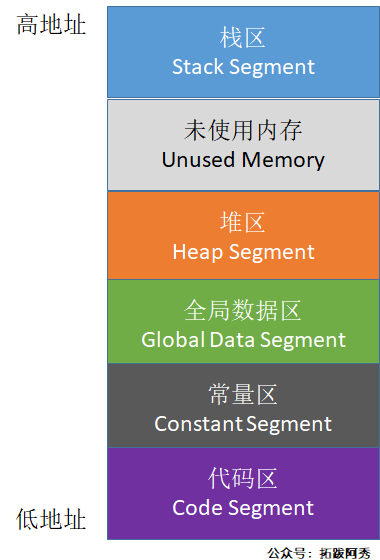 高地址
栈区
Stack Segment
未使用内存
Unused Memory
堆区
Heap Segment
全局数据区
Global Data Segment
常量区
Constant Segment
代码区
Code Segment
低地址
公众号：拓跋阿秀